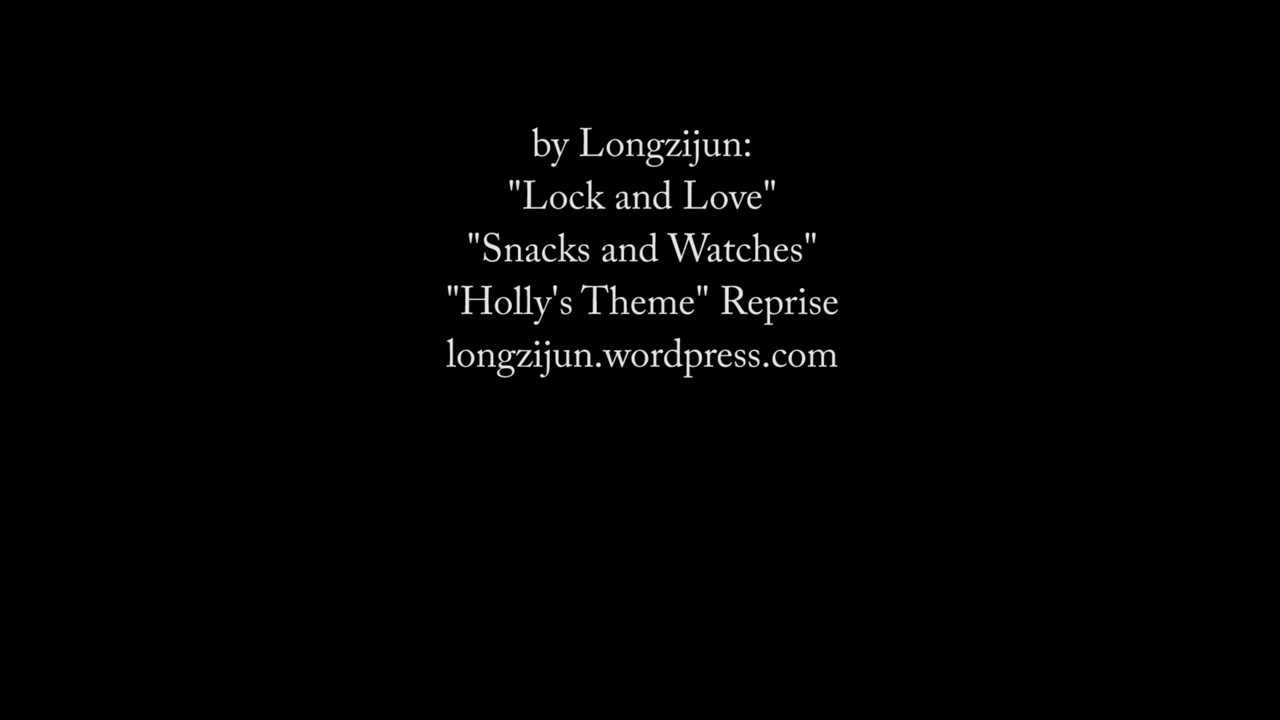 by Longzijun:
"Lock and Love"
"Snacks and Watches"
"Holly's Theme" Reprise
longzijun.wordpress.com